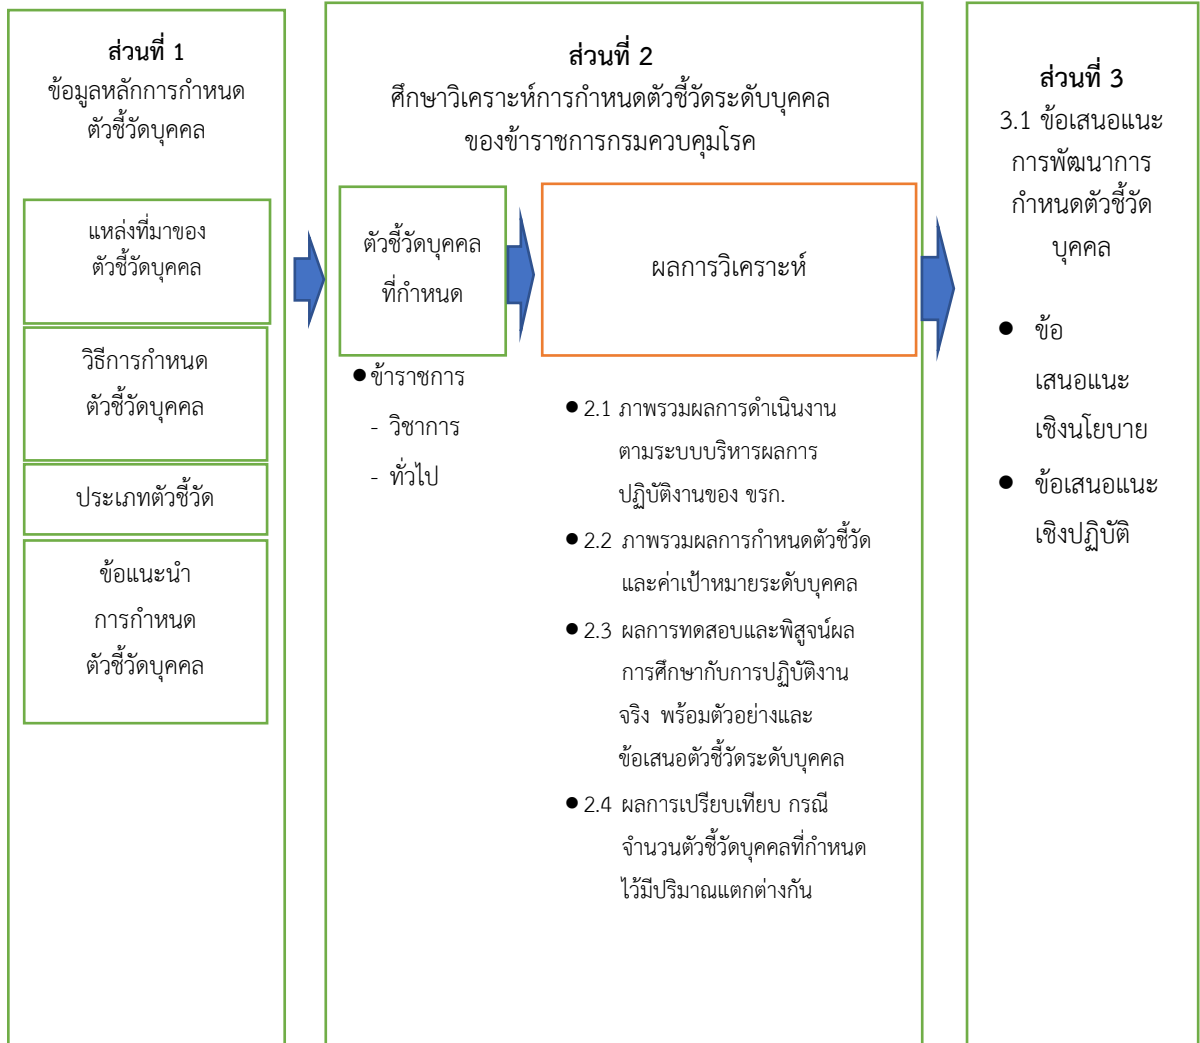 ส่วนที่ 1
ข้อมูลหลักการกำหนด
ตัวชี้วัดบุคคล
แหล่งที่มาของ
ตัวชี้วัดบุคคล
วิธีการกำหนด
ตัวชี้วัดบุคคล
ประเภทตัวชี้วัด
ข้อแนะนำ
การกำหนด
ตัวชี้วัดบุคคล
ส่วนที่ 2
ศึกษาวิเคราะห์การกำหนดตัวชี้วัดระดับบุคคล
ของข้าราชการกรมควบคุมโรค
ตัวชี้วัดบุคคล
ที่กำหนด
● ข้าราชการ
- วิชาการ
- ทั่วไป
ผลการวิเคราะห์
● 2.1 ภาพรวมผลการดำเนินงาน
ตามระบบบริหารผลการ
ปฏิบัติงานของ ขรก.
● 2.2 ภาพรวมผลการกำหนดตัวชี้วัด
และค่าเป้าหมายระดับบุคคล
● 2.3 ผลการทดสอบและพิสูจน์ผล
การศึกษากับการปฏิบัติงาน
จริง พร้อมตัวอย่างและ
ข้อเสนอตัวชี้วัดระดับบุคคล
● 2.4 ผลการเปรียบเทียบ กรณี
จำนวนตัวชี้วัดบุคคลที่กำหนด
ไว้มีปริมาณแตกต่างกัน
ส่วนที่ 3
3.1 ข้อเสนอแนะ
การพัฒนาการ
กำหนดตัวชี้วัด
บุคคล
● ข้อ
เสนอแนะ
เชิงนโยบาย
● ข้อเสนอแนะ
เชิงปฏิบัติ